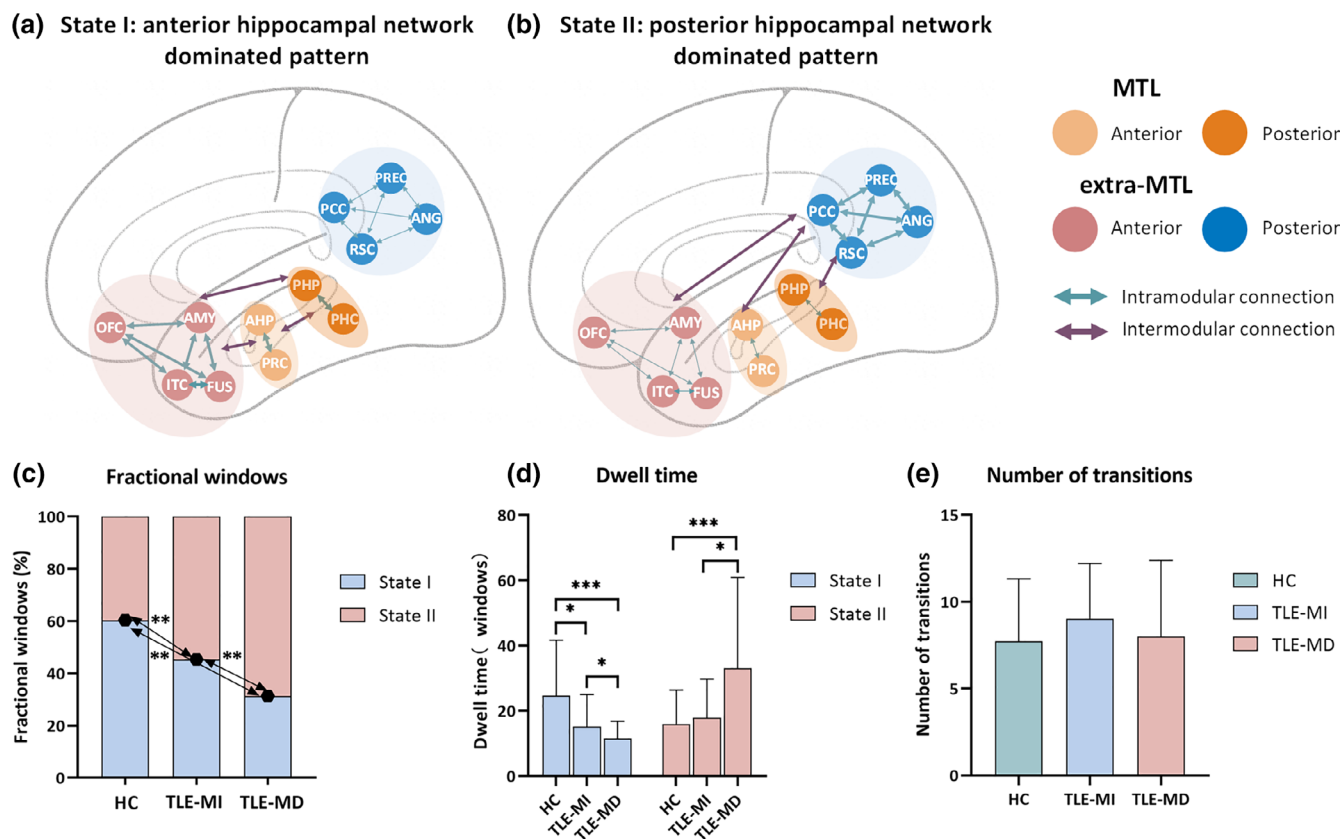 (a) State I: anterior hippocampal network
dominated pattern
(b) State II: posterior hippocampal network
dominated pattern
PREC
PCC
ANG
RSC
PHP
AMY
OFC
AHP
PHC
PRC
ITC
FUS
PREC
PCC
ANG
RSC
PHP
AMY
OFC
AHP
PHC
PRC
ITC
FUS
MTL
Anterior
Posterior
extra-MTL
Anterior
Posterior
Intramodular connection
Intermodular connection
(c) Fractional windows
Fractional windows (%)
100
80
60
40
20
0
**
**
**
HC
TLE-MI
TLE-MD
State I
State II
(d) Dwell time
Dwell time( windows)
80
60
40
20
0
***
*
*
***
*
HC
TLE-MI
TLE-MD
HC
TLE-MI
TLE-MD
State I
State II
(e) Number of transitions
Number of transitions
15
10
5
0
HC
TLE-MI
TLE-MD
HC
TLE-MI
TLE-MD